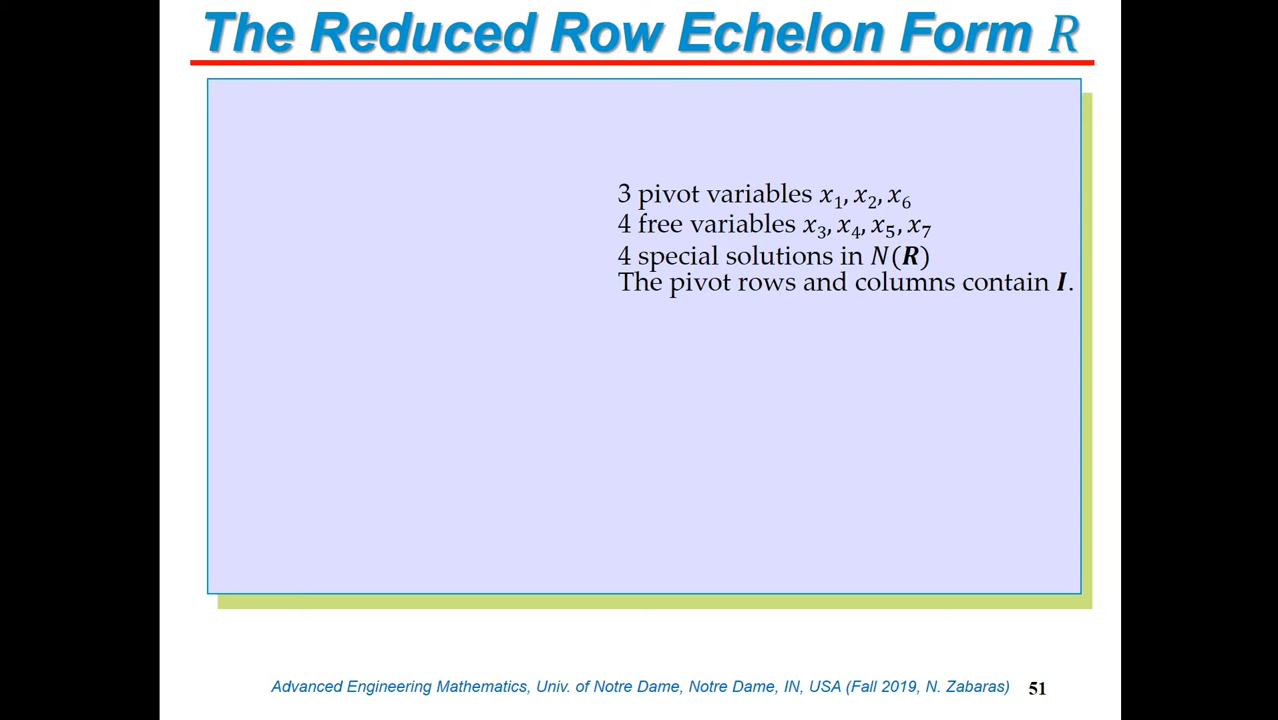 The Reduced Row Echelon Form R
3 pivot variables x₁, x₂, x₆
4 free variables x₃, x₄, x₅, x₇
4 special solutions in N(R)
The pivot rows and columns contain I.
Advanced Engineering Mathematics, Univ. of Notre Dame, Notre Dame, IN, USA (Fall 2019, N. Zabaras) 51